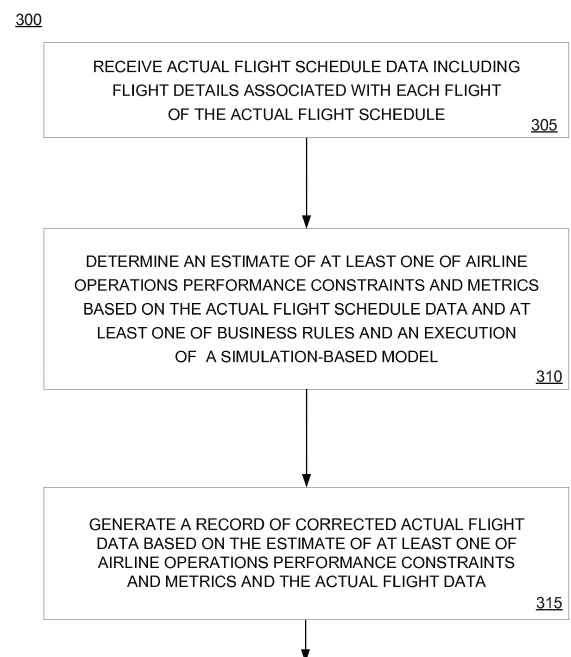 300
RECEIVE ACTUAL FLIGHT SCHEDULE DATA INCLUDING
FLIGHT DETAILS ASSOCIATED WITH EACH FLIGHT
OF THE ACTUAL FLIGHT SCHEDULE
305
DETERMINE AN ESTIMATE OF AT LEAST ONE OF AIRLINE
OPERATIONS PERFORMANCE CONSTRAINTS AND METRICS
BASED ON THE ACTUAL FLIGHT SCHEDULE DATA AND AT
LEAST ONE OF BUSINESS RULES AND AN EXECUTION
OF A SIMULATION-BASED MODEL
310
GENERATE A RECORD OF CORRECTED ACTUAL FLIGHT
DATA BASED ON THE ESTIMATE OF AT LEAST ONE OF
AIRLINE OPERATIONS PERFORMANCE CONSTRAINTS
AND METRICS AND THE ACTUAL FLIGHT DATA
315